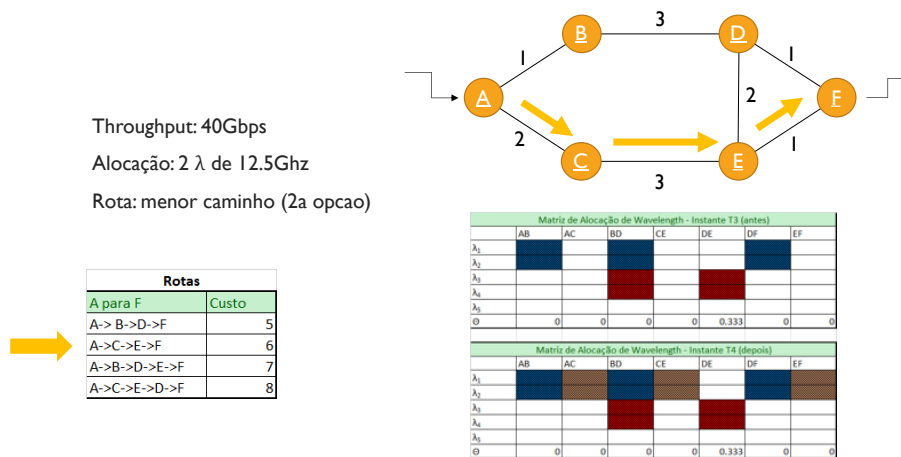 Throughput: 40Gbps
Alocação: 2 λ de 12.5Ghz
Rota: menor caminho (2a opcao)
Rotas
A para F Custo
A-> B->D->F 5
A->C->E->F 6
A->B->D->E->F 7
A->C->E->D->F 8
A
B
C
D
E
F
1
3
1
2
2
1
3
Matriz de Alocação de Wavelength - Instante T3 (antes)
AB AC BD CE DE DF EF
λ1
λ2
λ3
λ4
λ5
Θ 0 0 0 0 0.333 0 0
Matriz de Alocação de Wavelength - Instante T4 (depois)
AB AC BD CE DE DF EF
λ1
λ2
λ3
λ4
λ5
Θ 0 0 0 0 0.333 0 0